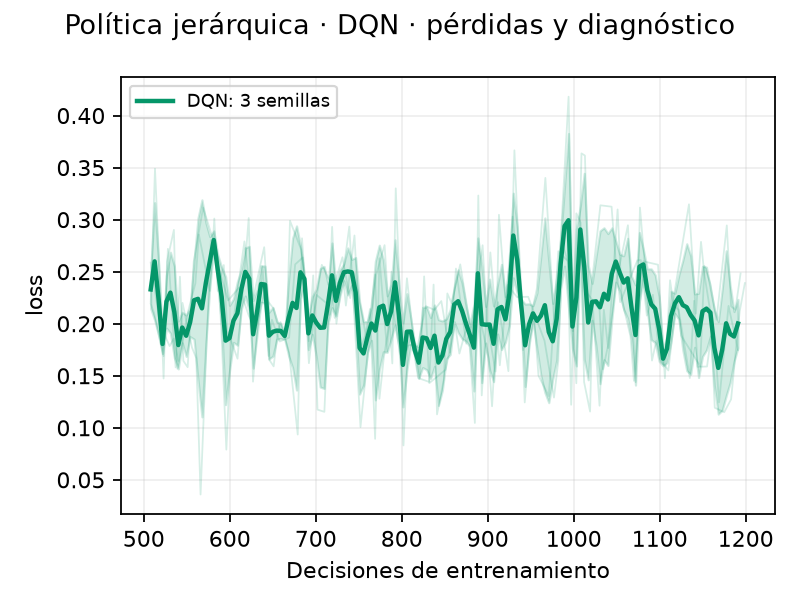 Política jerárquica · DQN · pérdidas y diagnóstico
DQN: 3 semillas
0.40
0.35
0.30
0.25
0.20
0.15
0.10
0.05
loss
500 600 700 800 900 1000 1100 1200
Decisiones de entrenamiento